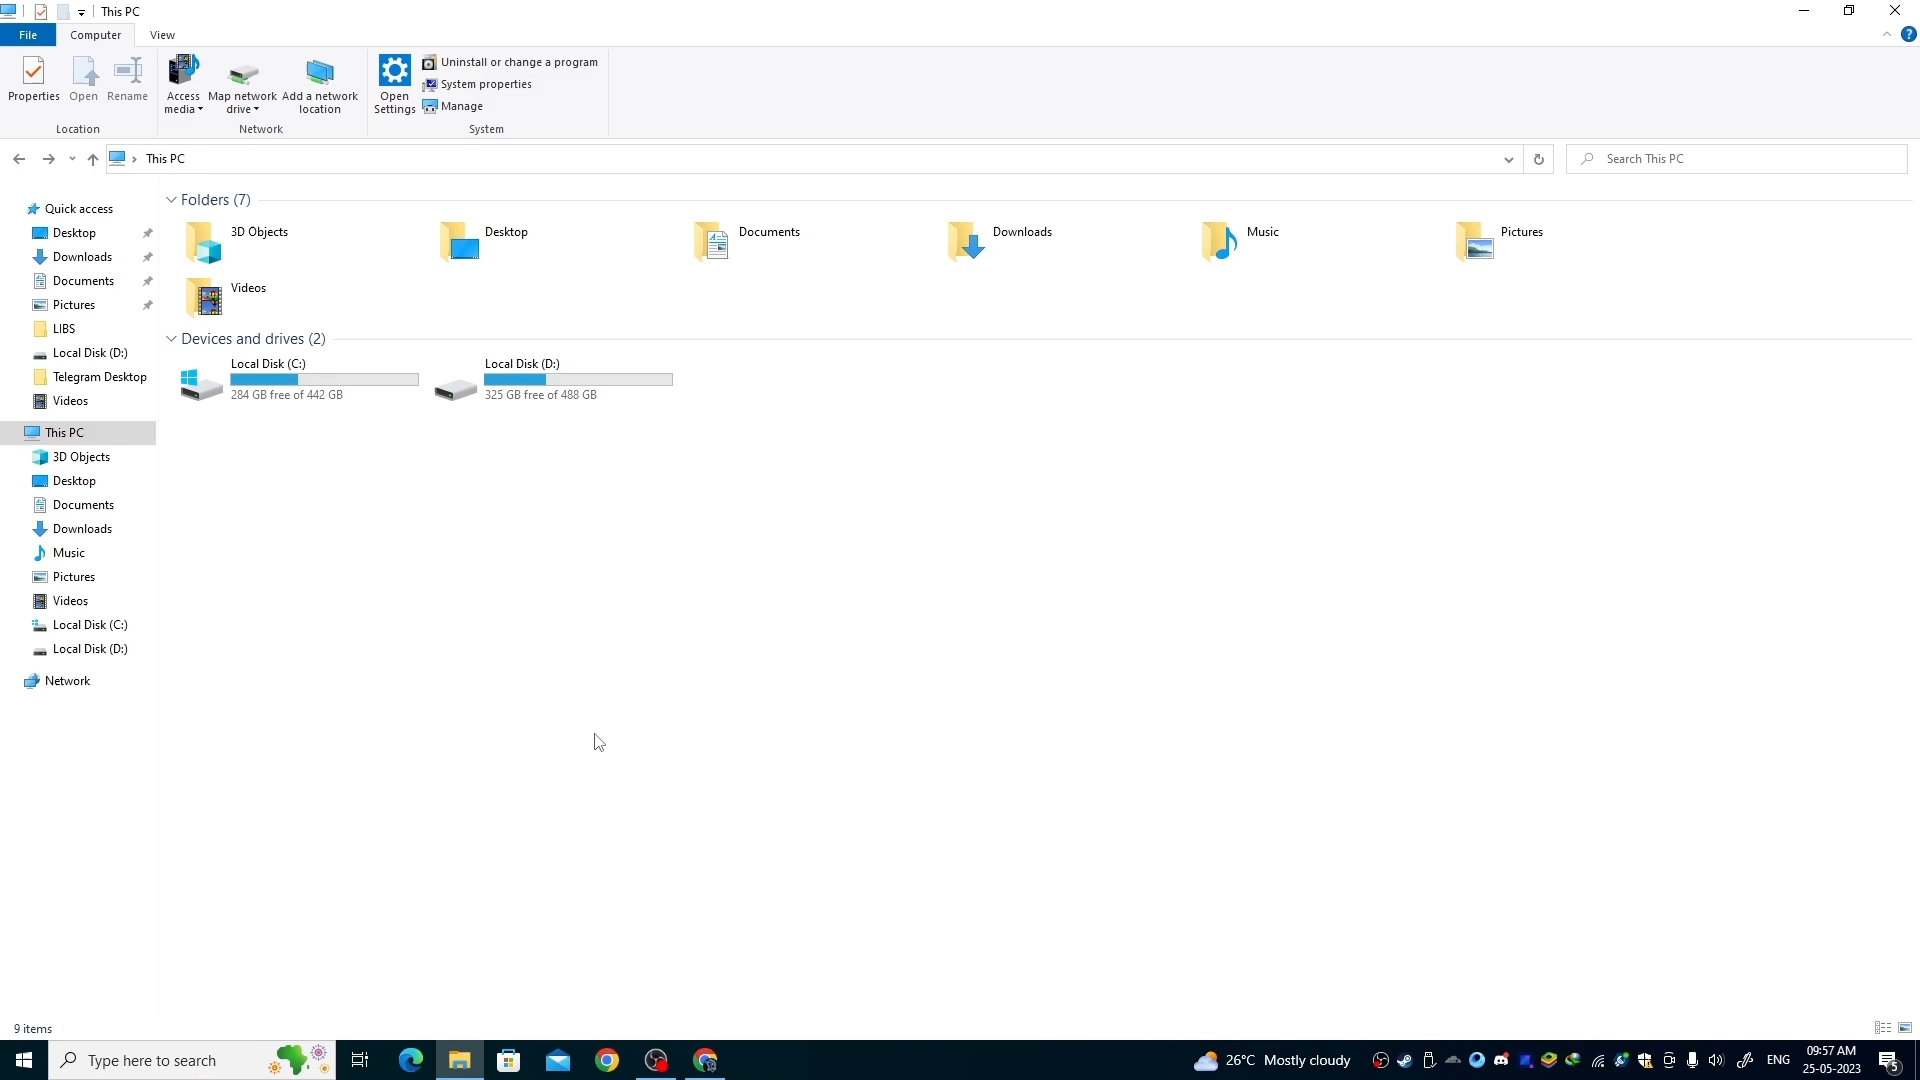 This PC
File
Computer
View
Properties
Open
Rename
Access media
Map network drive
Add a network location
Open Settings
Uninstall or change a program
System properties
Manage
Location
Network
System
This PC
Search This PC
Quick access
Desktop
Downloads
Documents
Pictures
LIBS
Local Disk (D:)
Telegram Desktop
Videos
This PC
3D Objects
Desktop
Documents
Downloads
Music
Pictures
Videos
Local Disk (C:)
Local Disk (D:)
Network
Folders (7)
3D Objects
Desktop
Documents
Downloads
Music
Pictures
Videos
Devices and drives (2)
Local Disk (C:)
284 GB free of 442 GB
Local Disk (D:)
325 GB free of 488 GB
9 items
Type here to search
26°C Mostly cloudy
ENG
09:57 AM
25-05-2023
5